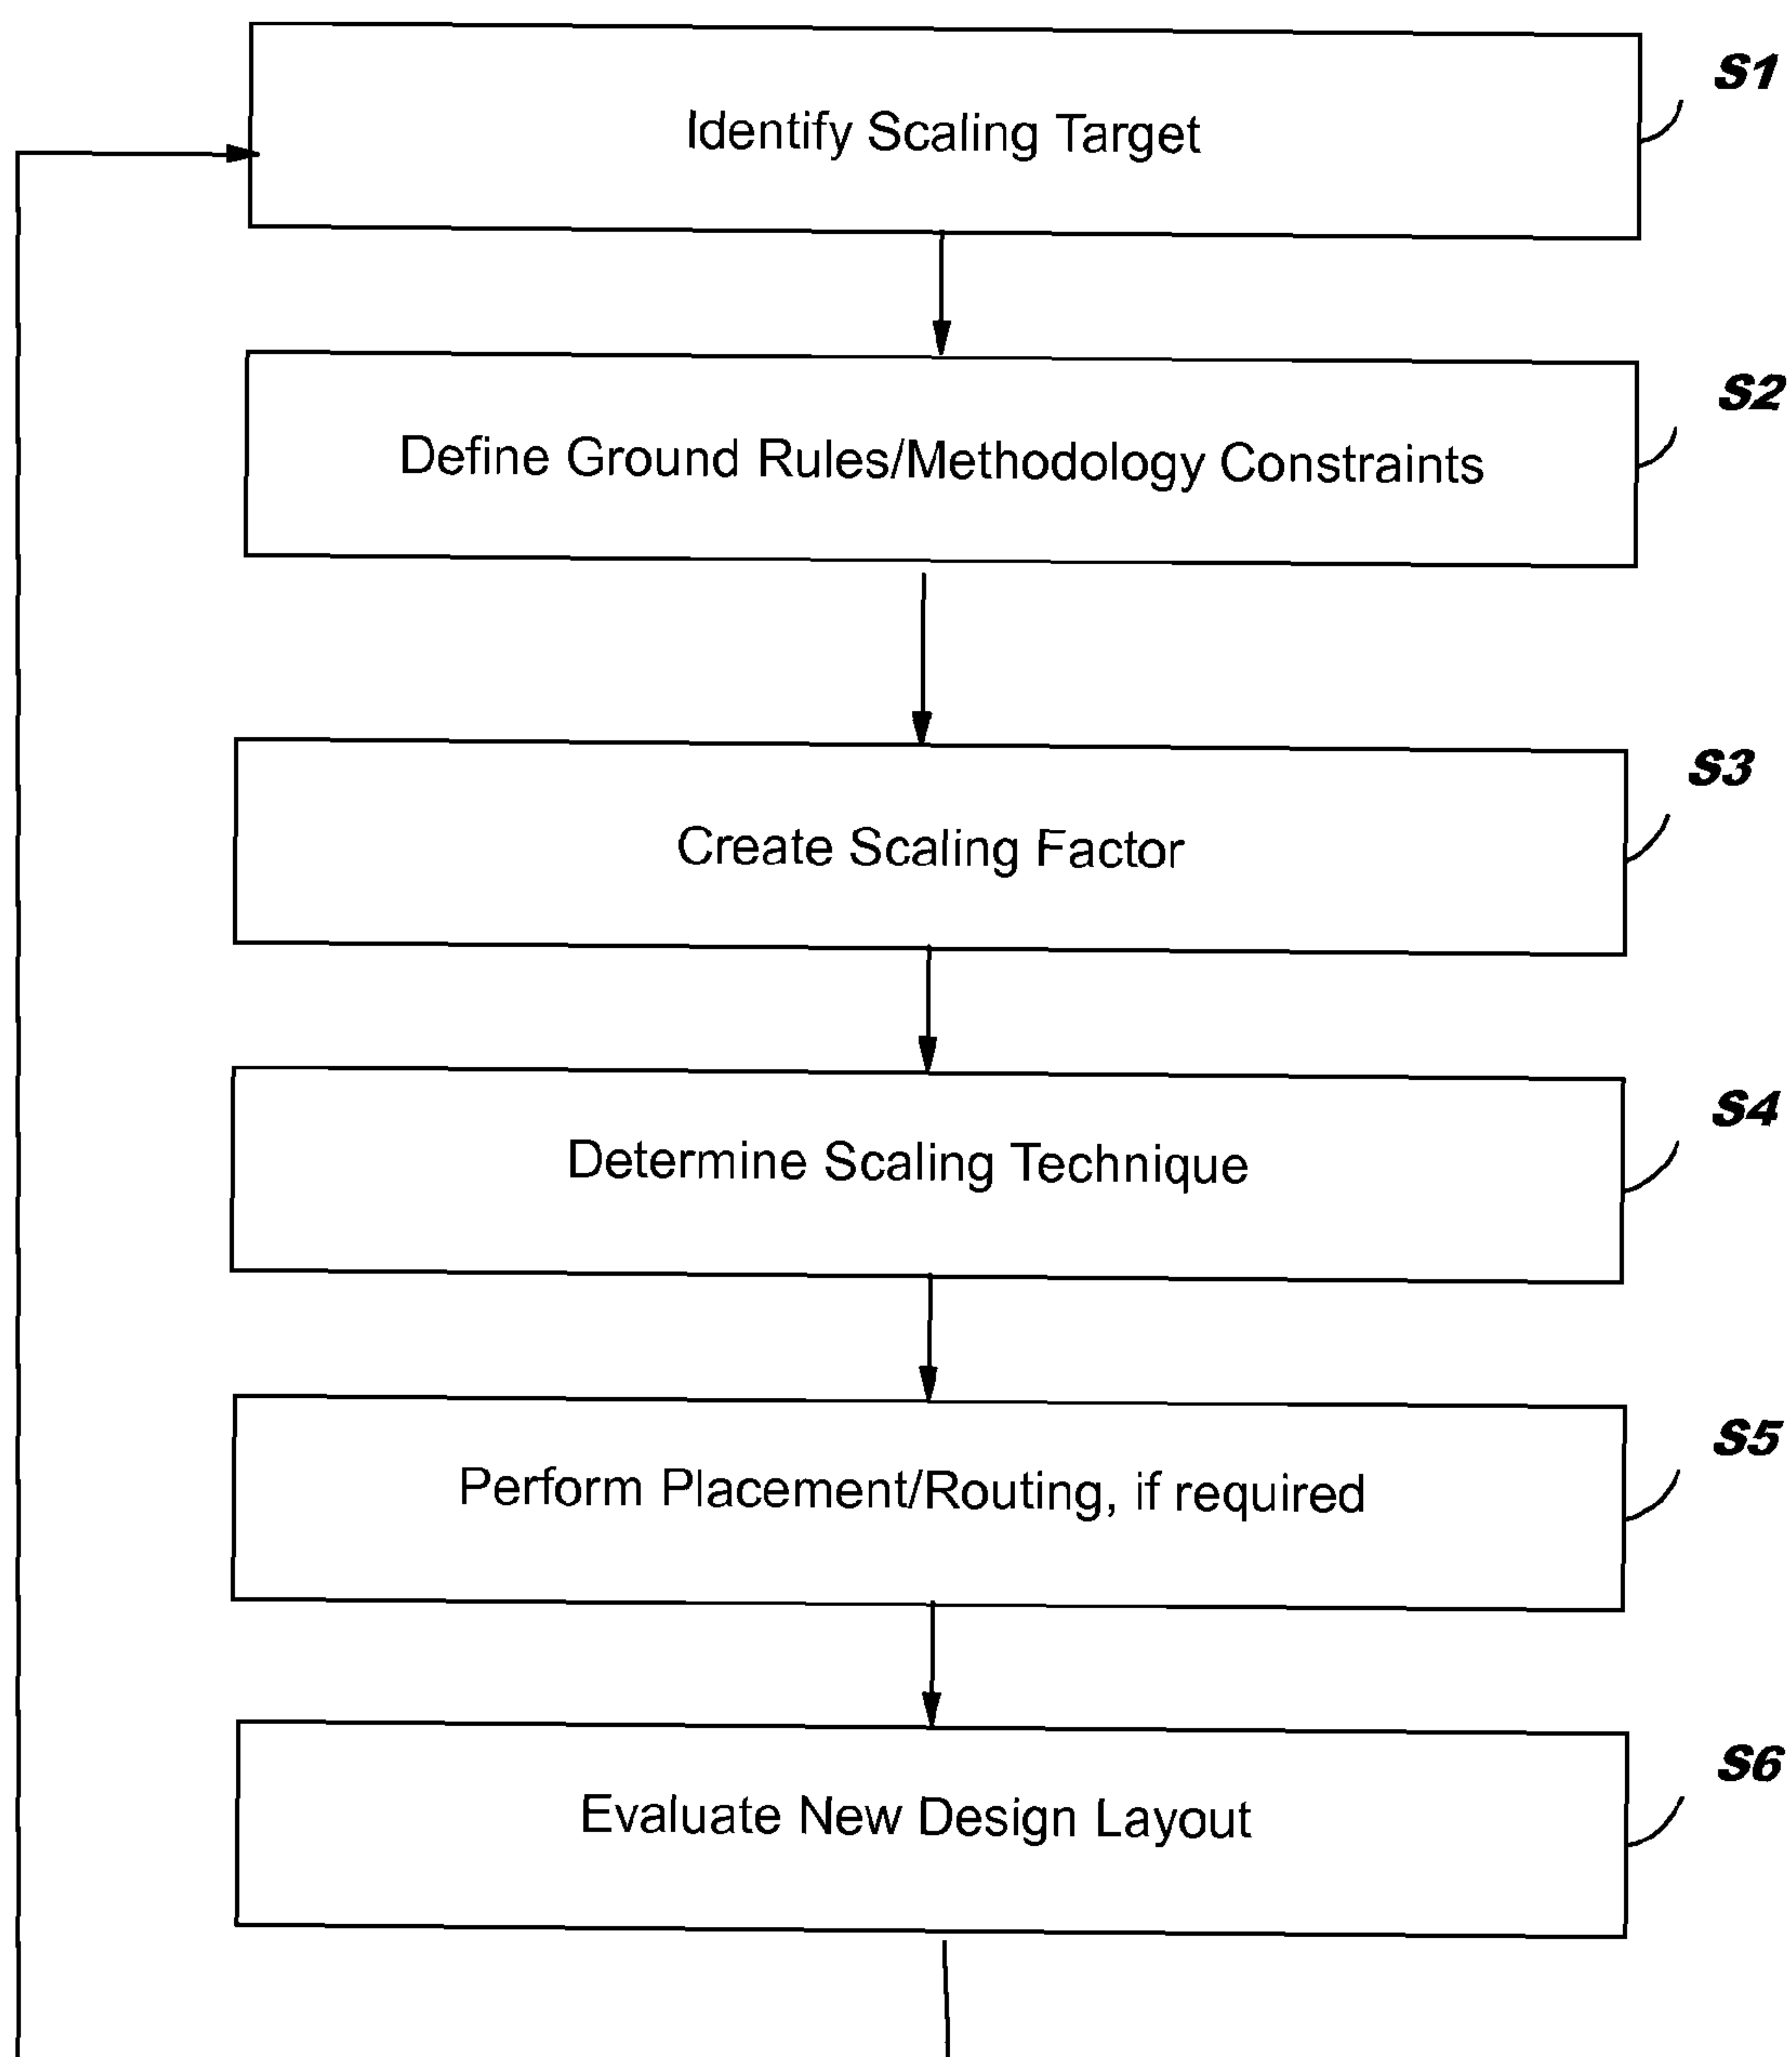 S1
Identify Scaling Target
S2
Define Ground Rules/Methodology Constraints
S3
Create Scaling Factor
S4
Determine Scaling Technique
S5
Perform Placement/Routing, if required
S6
Evaluate New Design Layout